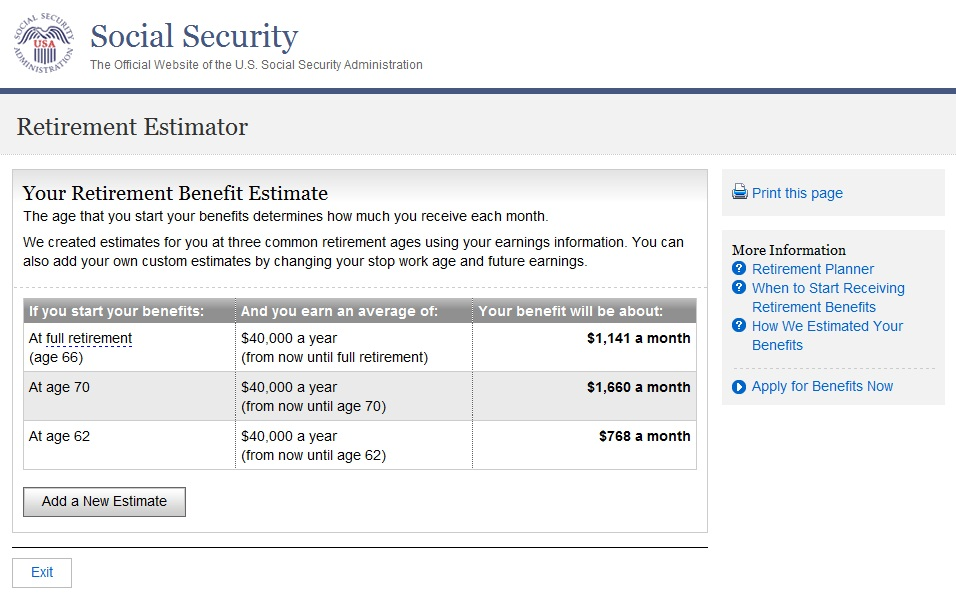 SOCIAL SECURITY ADMINISTRATION
USA
Social Security
The Official Website of the U.S. Social Security Administration
Retirement Estimator
Your Retirement Benefit Estimate
The age that you start your benefits determines how much you receive each month.
We created estimates for you at three common retirement ages using your earnings information. You can
also add your own custom estimates by changing your stop work age and future earnings.
If you start your benefits: And you earn an average of: Your benefit will be about:
At full retirement $40,000 a year $1,141 a month
(age 66) (from now until full retirement)
At age 70 $40,000 a year $1,660 a month
(from now until age 70)
At age 62 $40,000 a year $768 a month
(from now until age 62)
Add a New Estimate
Exit
Print this page
More Information
? Retirement Planner
? When to Start Receiving
Retirement Benefits
? How We Estimated Your
Benefits
Apply for Benefits Now